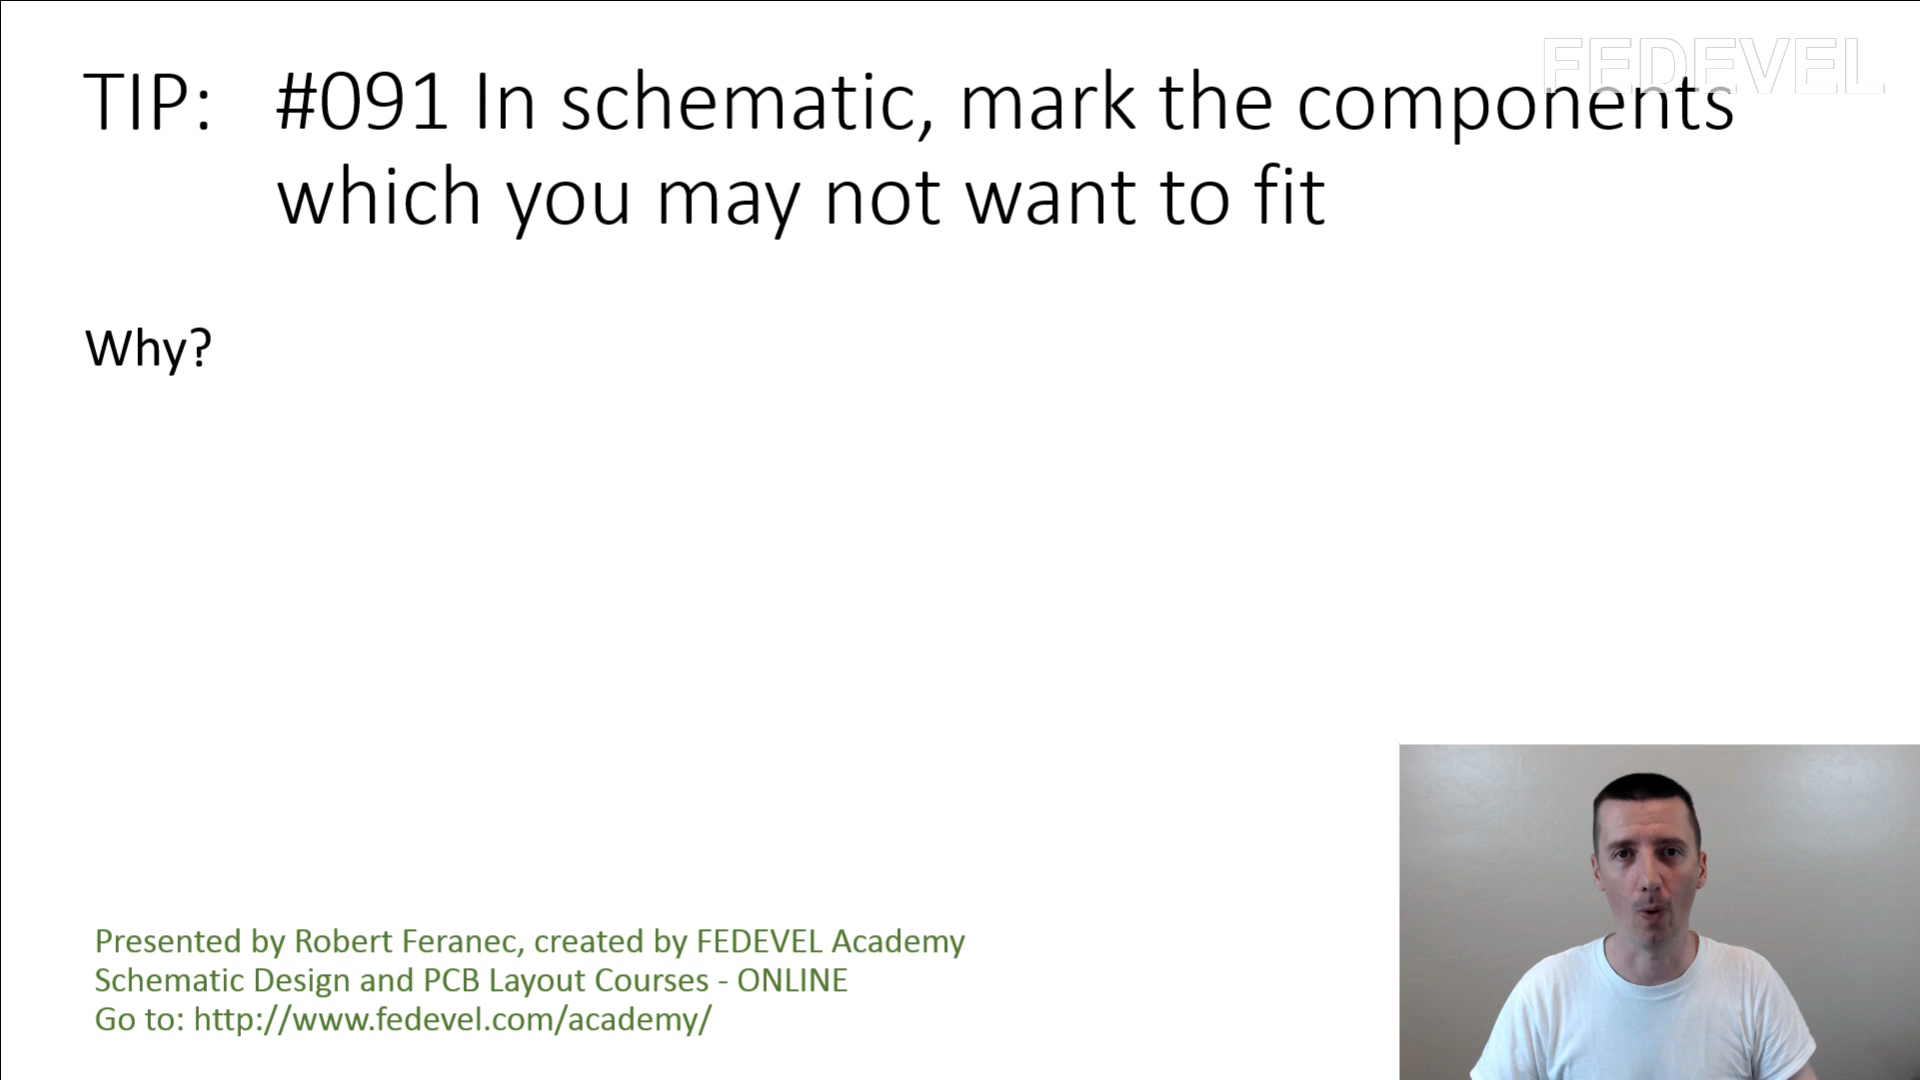 FEDEVEL
TIP: #091 In schematic, mark the components
which you may not want to fit
Why?
Presented by Robert Feranec, created by FEDEVEL Academy
Schematic Design and PCB Layout Courses - ONLINE
Go to: http://www.fedevel.com/academy/